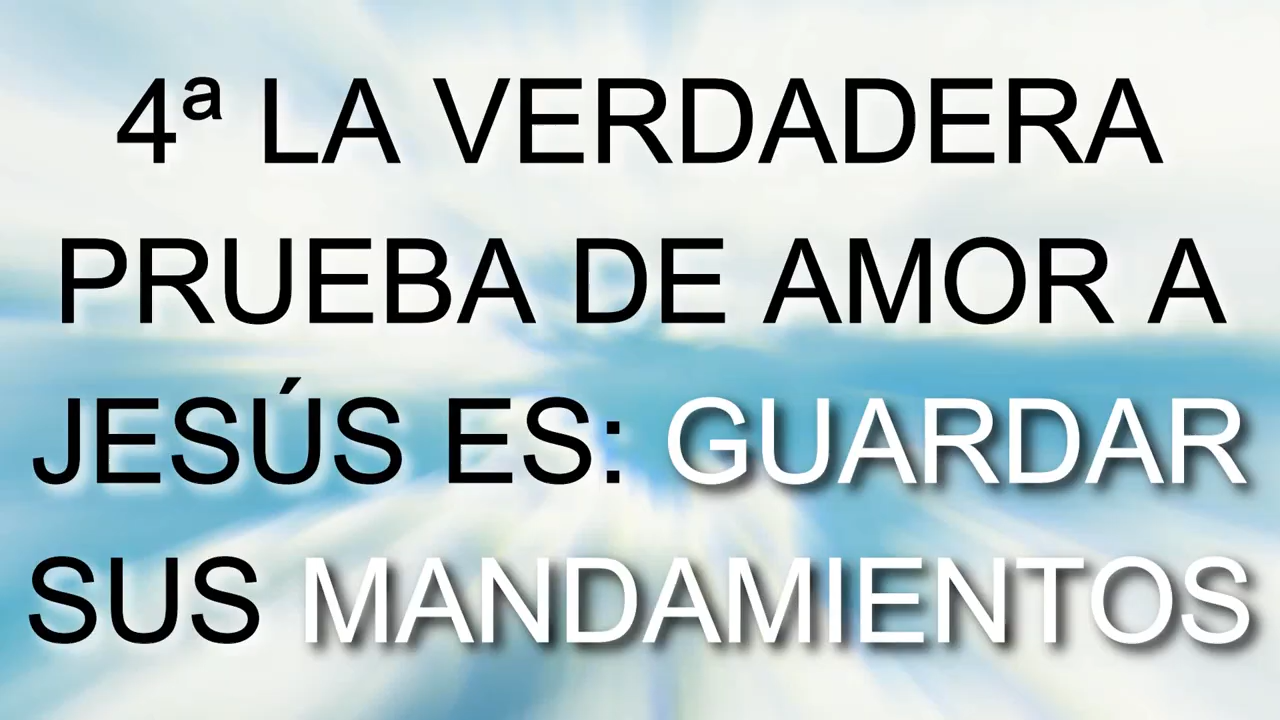 4ª LA VERDADERA
PRUEBA DE AMOR A
JESÚS ES: GUARDAR
SUS MANDAMIENTOS